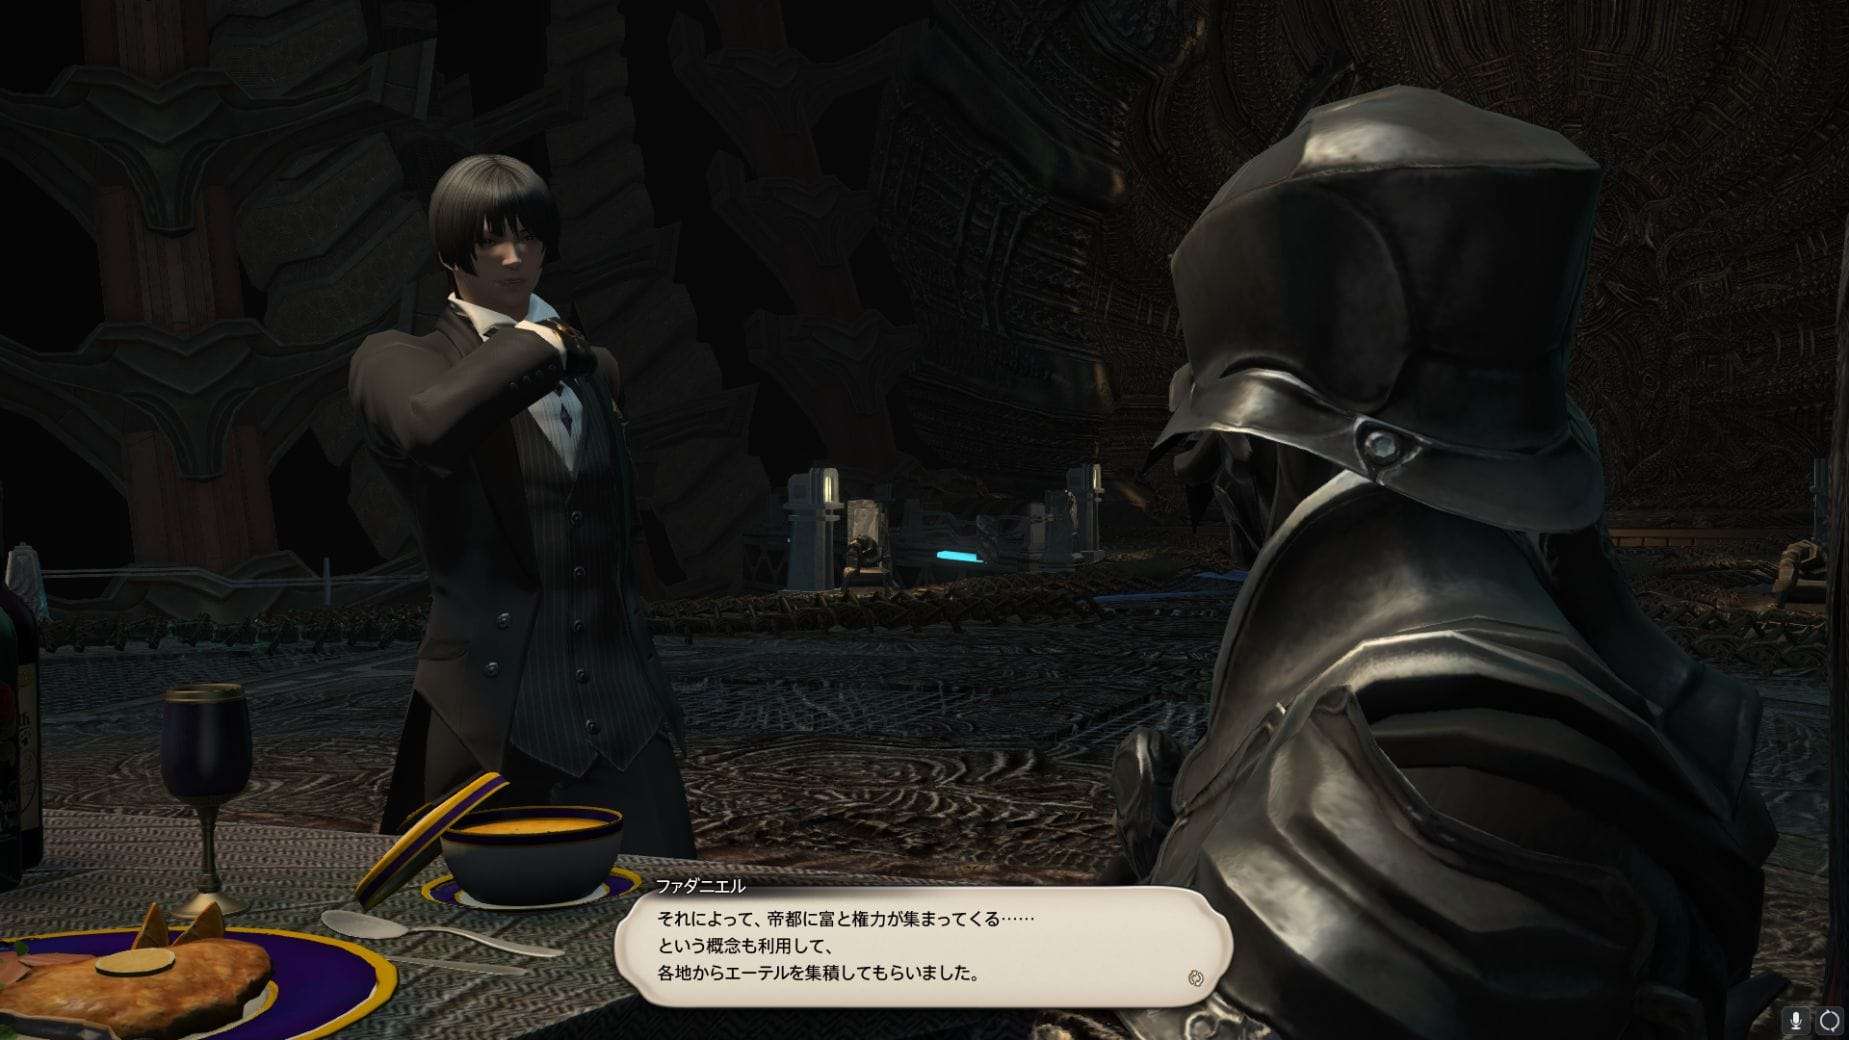 ファダニエル
それによって、帝都に富と権力が集まってくる……
という概念も利用して、
各地からエーテルを集積してもらいました。